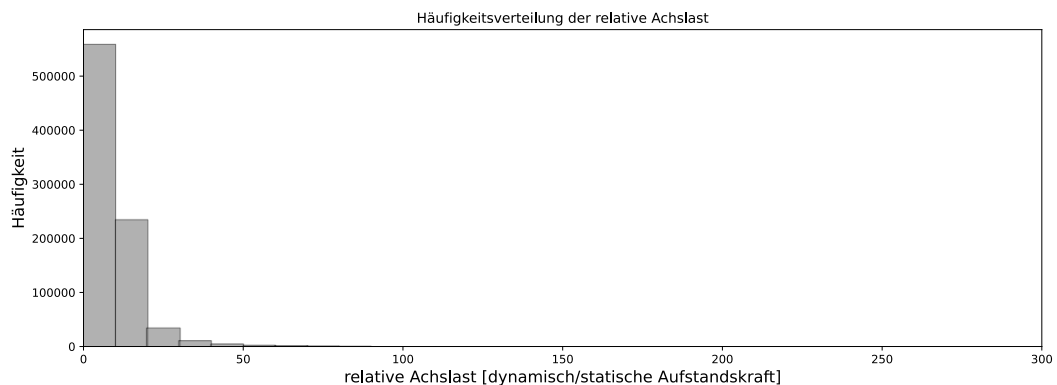 Häufigkeitsverteilung der relative Achslast
Häufigkeit
500000
400000
300000
200000
100000
0
0 50 100 150 200 250 300
relative Achslast [dynamisch/statische Aufstandskraft]